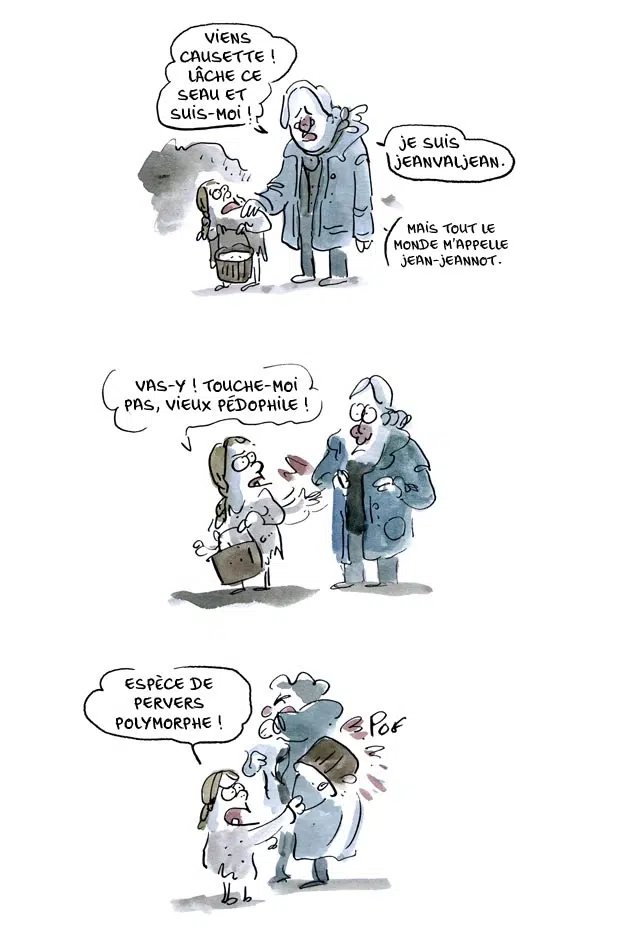 VIENS
CAUSETTE !
LÂCHE CE
SEAU ET
SUIS-MOI !
JE SUIS
JEANVALJEAN.
MAIS TOUT LE
MONDE M'APPELLE
JEAN-JEANNOT.
VAS-Y ! TOUCHE-MOI
PAS, VIEUX PÉDOPHILE !
ESPÈCE DE
PERVERS
POLYMORPHE !
POF